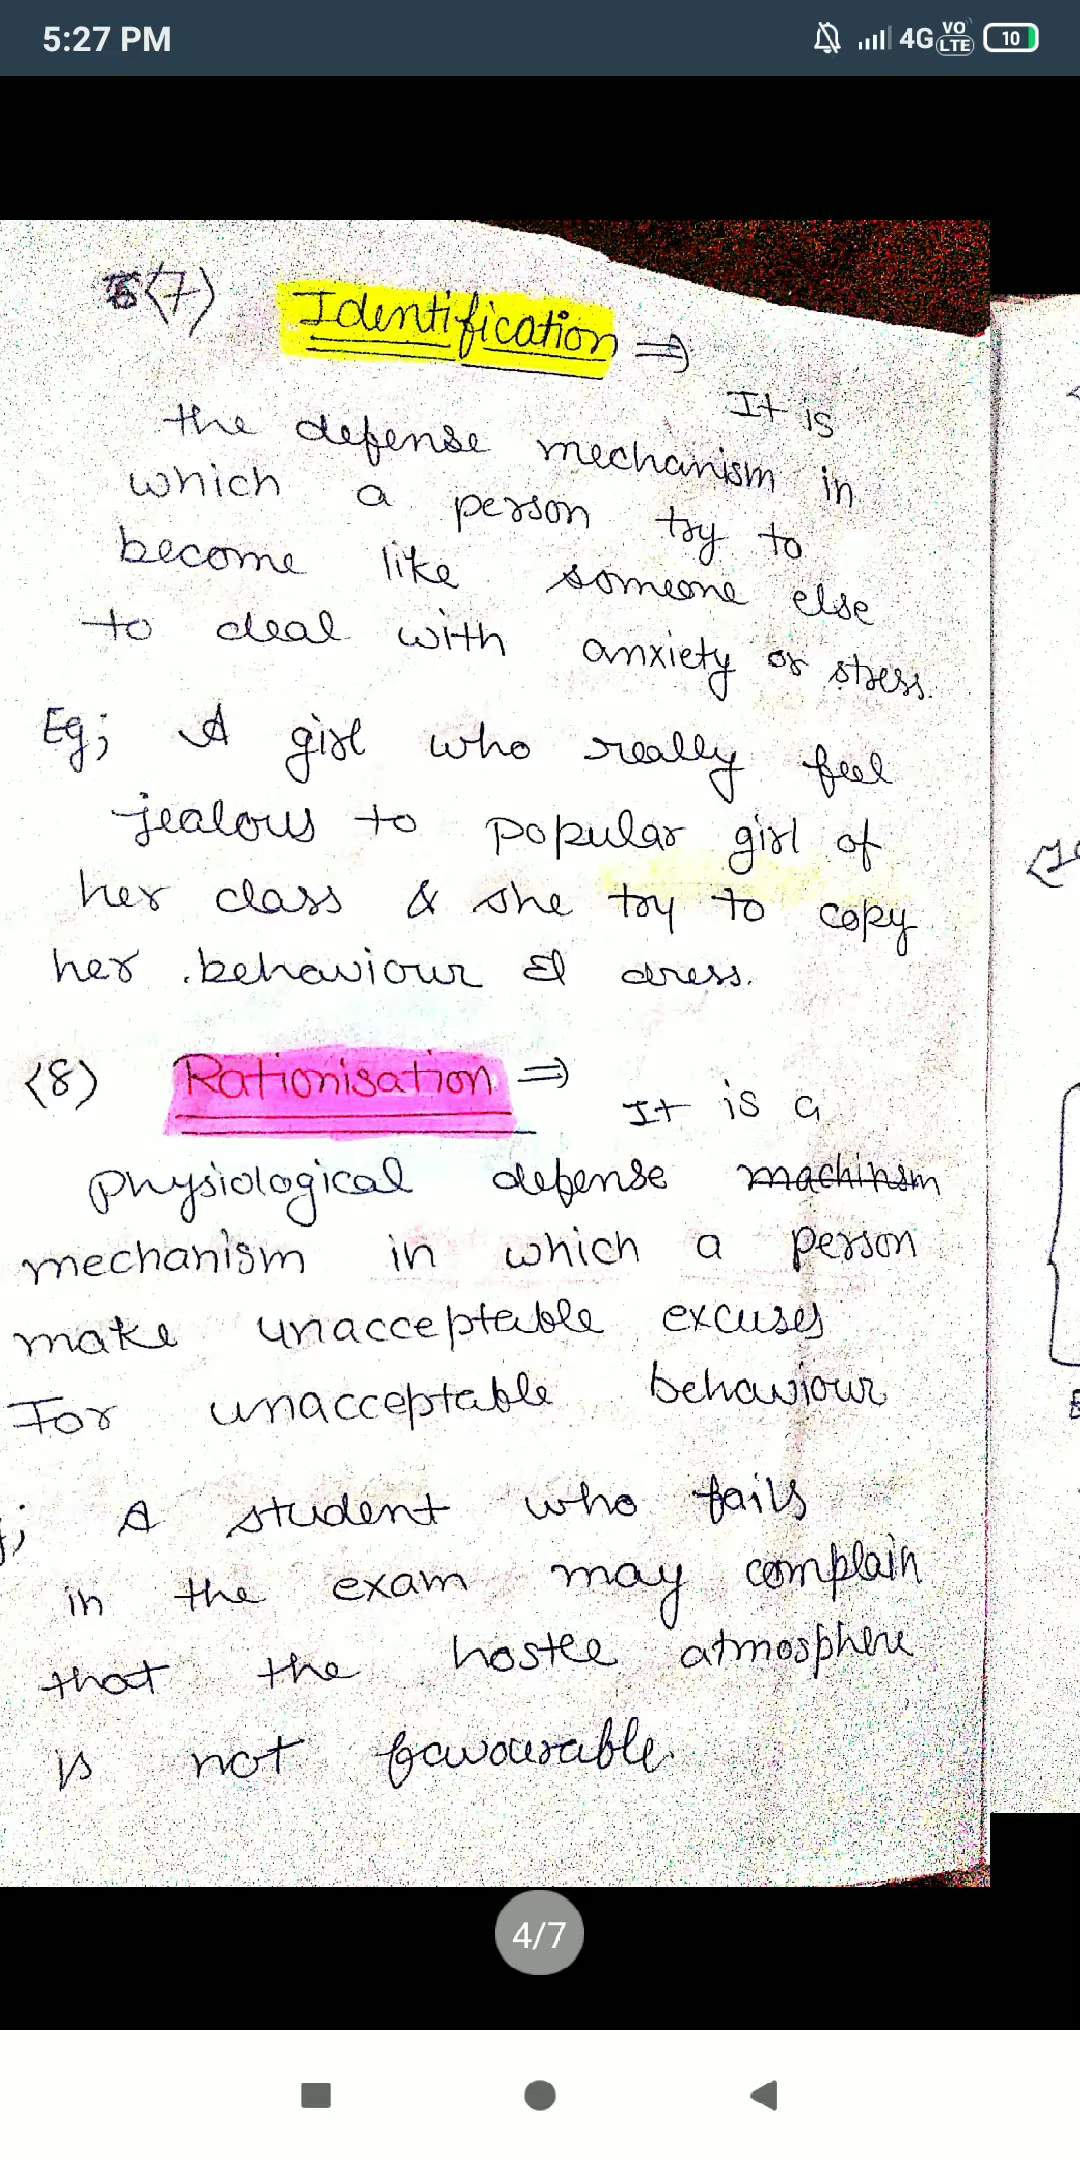 5:27 PM 4G VO LTE 10
(7) Identification ⇒
It is
the defense mechanism in
which a person try to
become like someone else
to deal with anxiety or stress.
Eg; A girl who really feel
jealous to popular girl of
her class & she try to copy
her behaviour & dress.
(8) Rationisation ⇒
It is a
physiological defense machinsm
mechanism in which a person
make unacceptable excuses
For unacceptable behaviour
A student who fails
in the exam may complain
that the hostel atmosphere
is not favourable
4/7